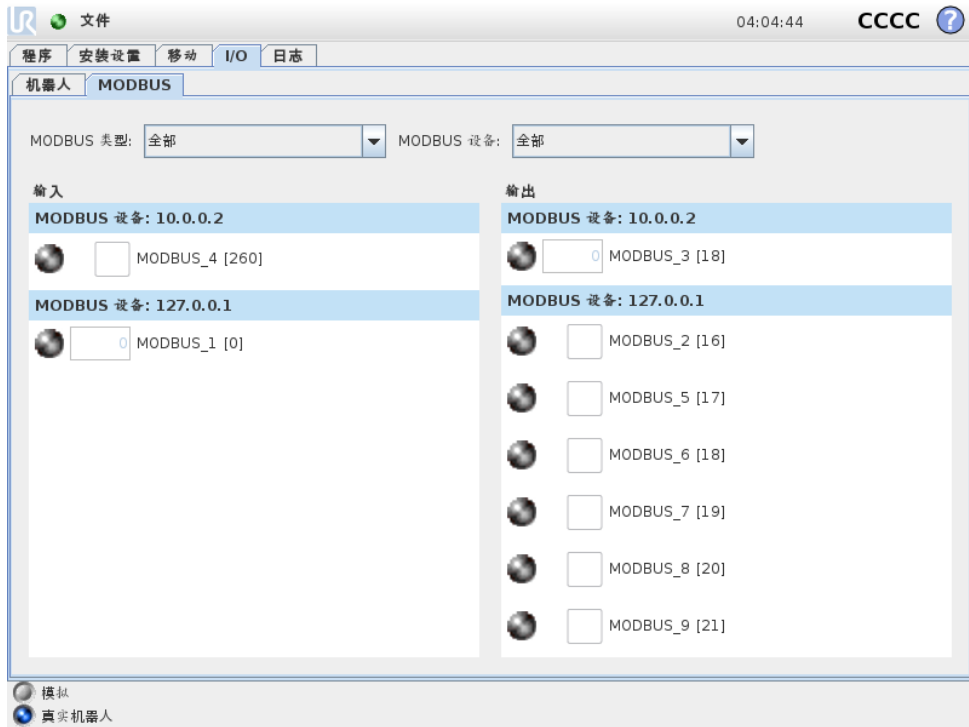 UR 文件 04:04:44 CCCC ?
程序 安装设置 移动 I/O 日志
机器人 MODBUS
MODBUS 类型: 全部 MODBUS 设备: 全部
输入 输出
MODBUS 设备: 10.0.0.2 MODBUS 设备: 10.0.0.2
MODBUS_4 [260] 0 MODBUS_3 [18]
MODBUS 设备: 127.0.0.1 MODBUS 设备: 127.0.0.1
0 MODBUS_1 [0] MODBUS_2 [16]
MODBUS_5 [17]
MODBUS_6 [18]
MODBUS_7 [19]
MODBUS_8 [20]
MODBUS_9 [21]
模拟
真实机器人